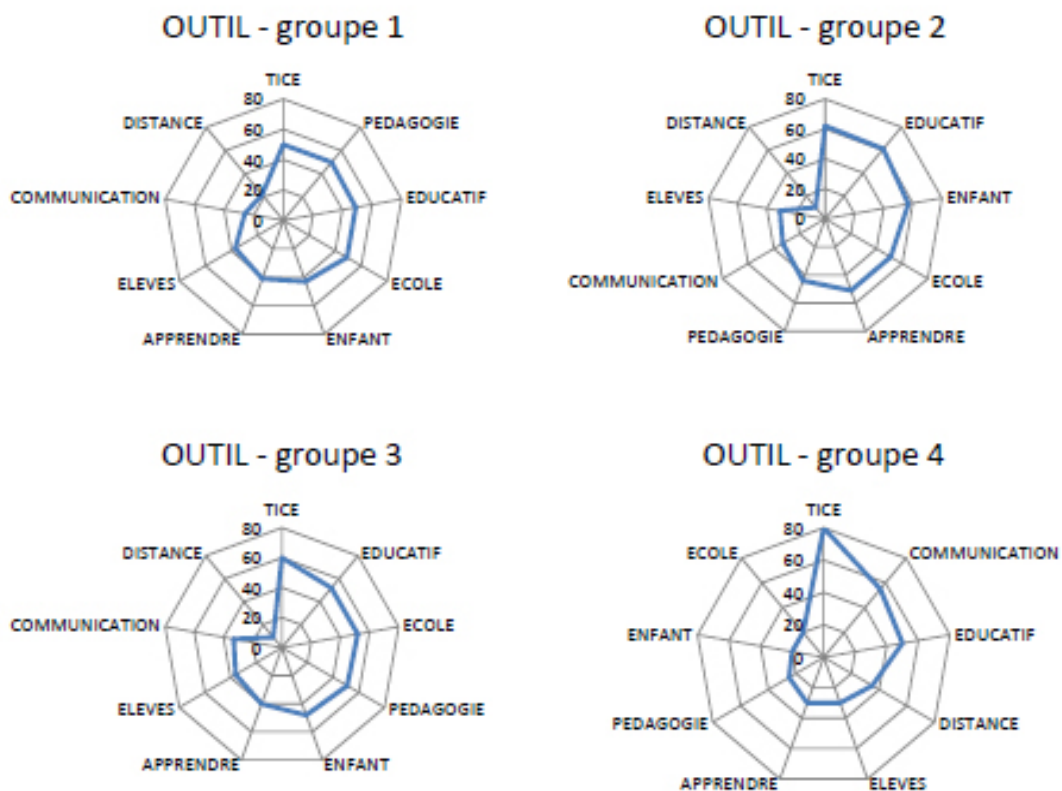 OUTIL - groupe 1
TICE
80
DISTANCE
PEDAGOGIE
60
40
COMMUNICATION
20
EDUCATIF
0
ELEVES
ECOLE
APPRENDRE
ENFANT
OUTIL - groupe 2
TICE
80
DISTANCE
EDUCATIF
60
40
ELEVES
20
ENFANT
0
COMMUNICATION
ECOLE
PEDAGOGIE
APPRENDRE
OUTIL - groupe 3
TICE
80
DISTANCE
EDUCATIF
60
40
COMMUNICATION
20
ECOLE
0
ELEVES
PEDAGOGIE
APPRENDRE
ENFANT
OUTIL - groupe 4
TICE
80
ECOLE
COMMUNICATION
60
40
ENFANT
20
EDUCATIF
0
PEDAGOGIE
DISTANCE
APPRENDRE
ELEVES